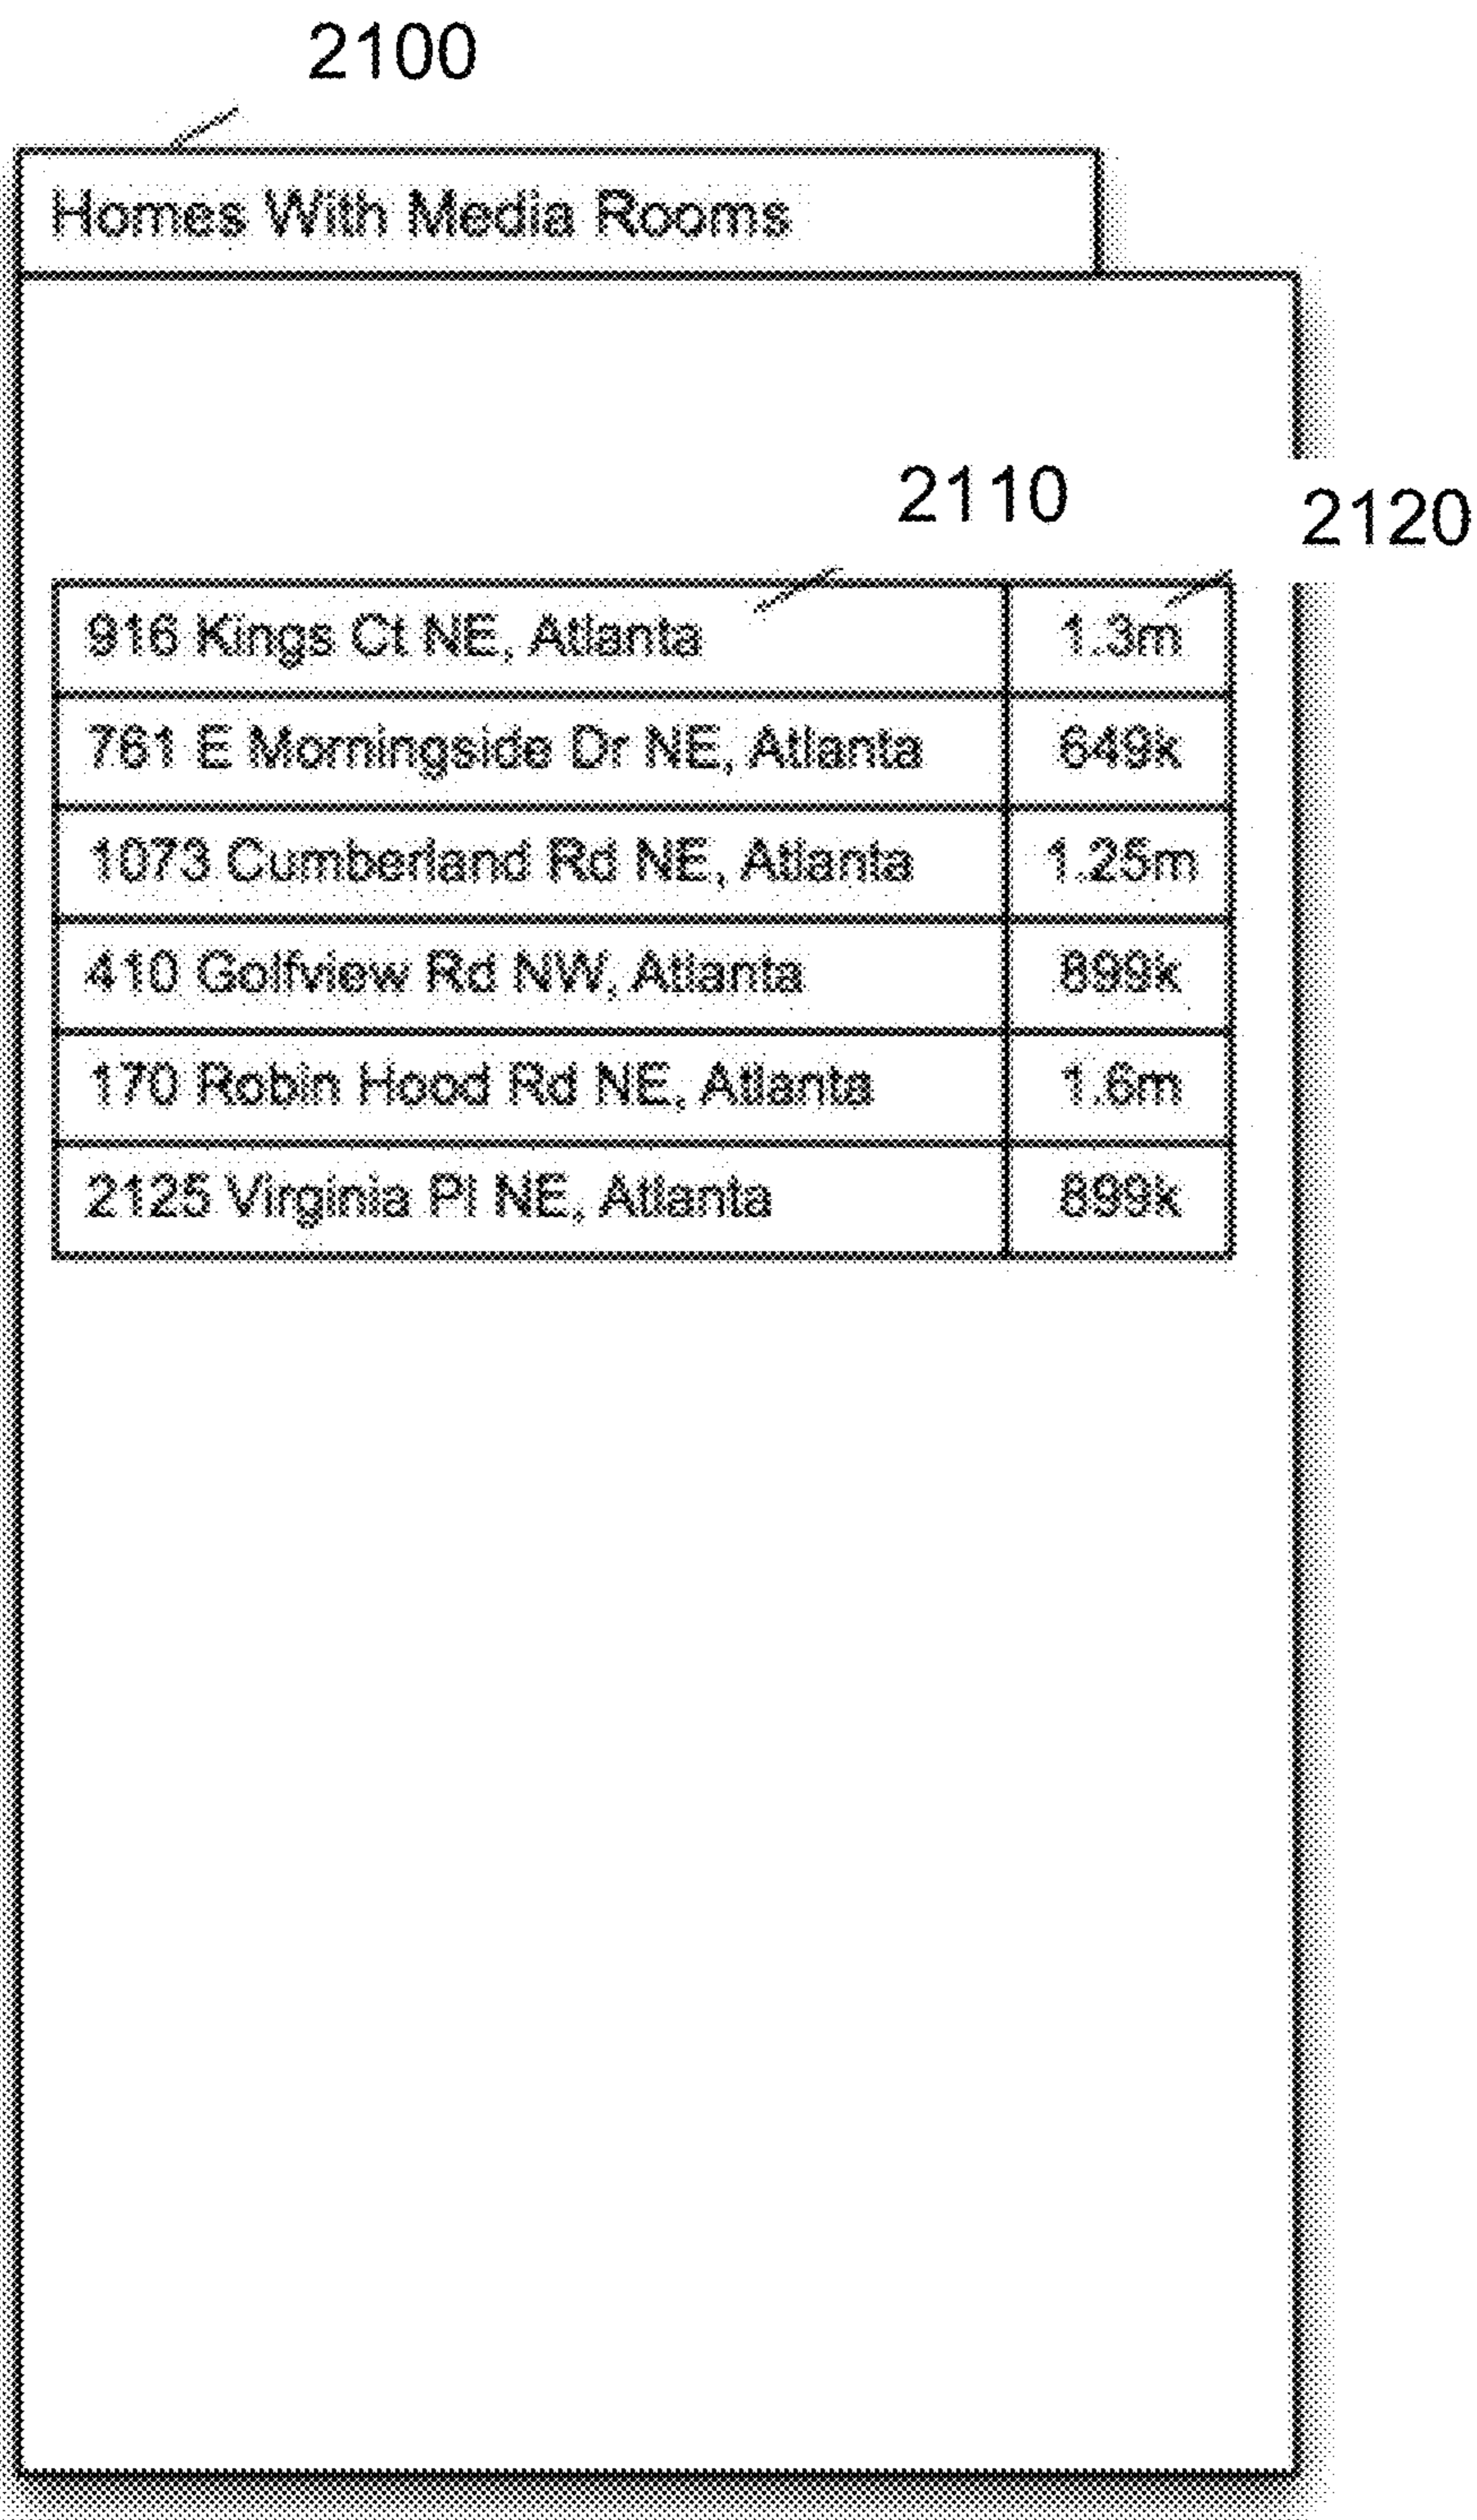 2100
Homes With Media Rooms
2110
2120
916 Kings Ct NE, Atlanta 1.3m
761 E Morningside Dr NE, Atlanta 649k
1073 Cumberland Rd NE, Atlanta 1.25m
410 Golfview Rd NW, Atlanta 899k
170 Robin Hood Rd NE, Atlanta 1.6m
2125 Virginia Pl NE, Atlanta 899k